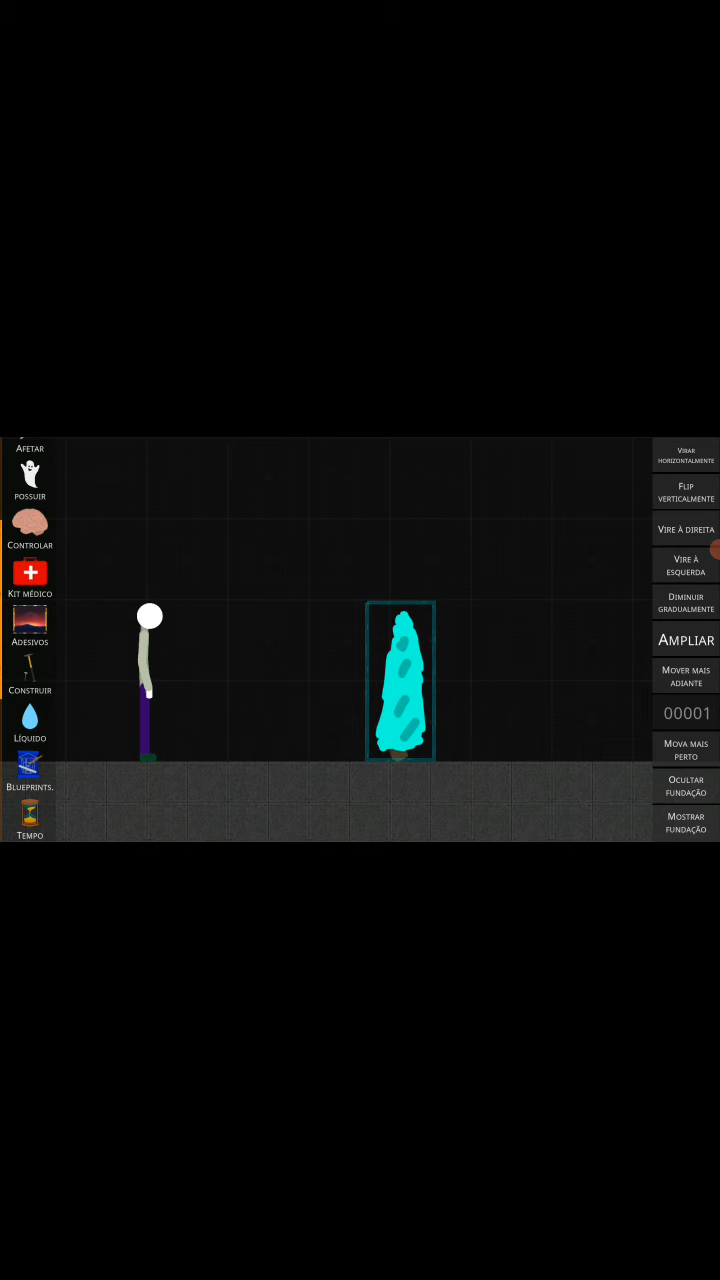 Afetar
possuir
Controlar
Kit médico
Adesivos
Construir
Líquido
Blueprints.
Tempo
Virar
horizontalmente
Flip
verticalmente
Vire à direita
Vire à
esquerda
Diminuir
gradualmente
Ampliar
Mover mais
adiante
00001
Mova mais
perto
Ocultar
fundação
Mostrar
fundação